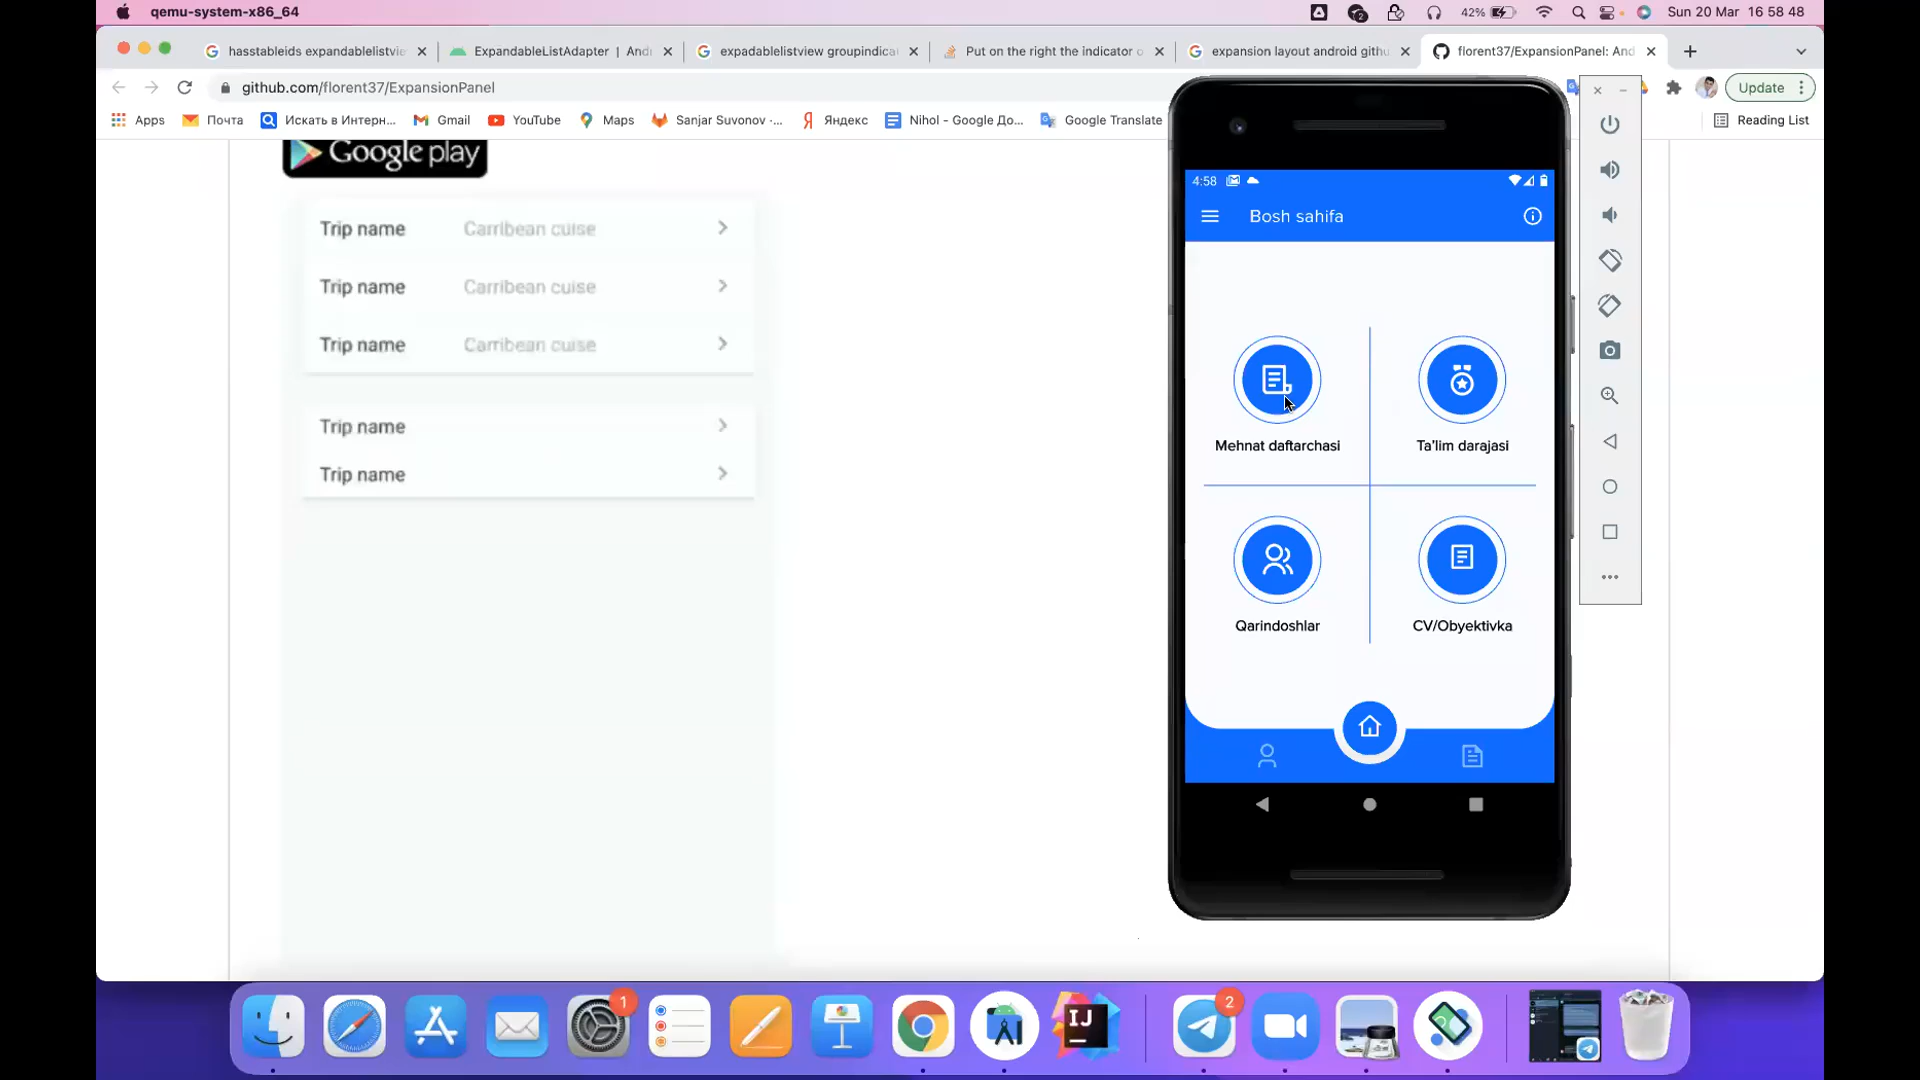 qemu-system-x86_64
42%
Sun 20 Mar 16 58 48
hasstableids expandablelistvie
ExpandableListAdapter | Andr
expadablelistview groupindica
Put on the right the indicator o
expansion layout android githu
florent37/ExpansionPanel: And
github.com/florent37/ExpansionPanel
Update
Apps
Почта
Искать в Интерн...
Gmail
YouTube
Maps
Sanjar Suvonov -...
Яндекс
Nihol - Google До...
Google Translate
Reading List
Google play
Trip name Carribean cuise
Trip name Carribean cuise
Trip name Carribean cuise
Trip name
Trip name
4:58
Bosh sahifa
Mehnat daftarchasi
Ta'lim darajasi
Qarindoshlar
CV/Obyektivka
1
IJ
2